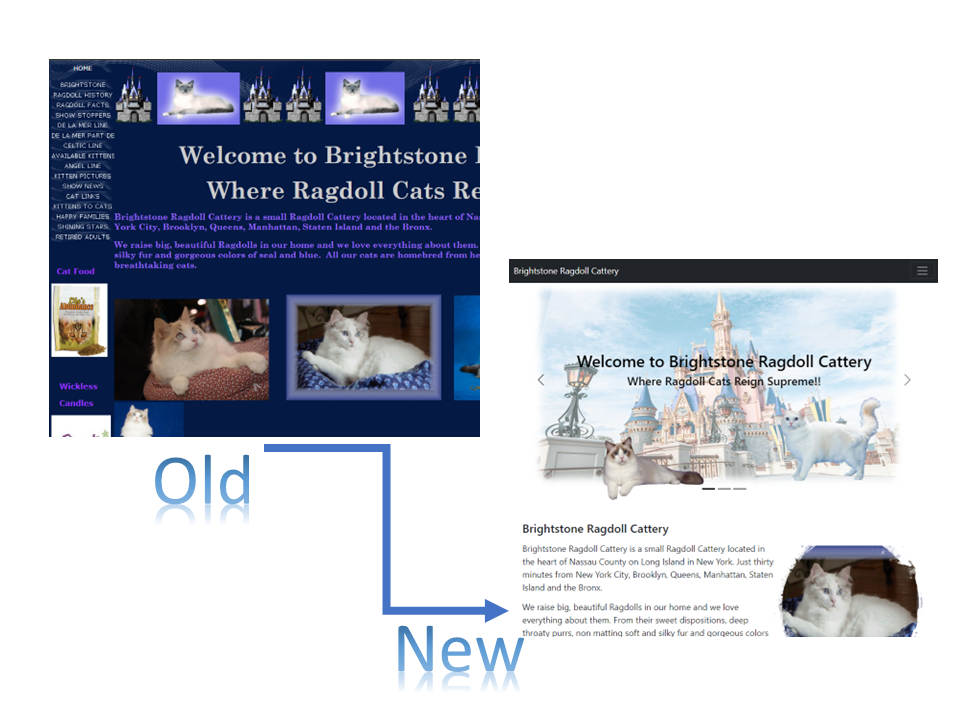 HOME
BRIGHTSTONE
RAGDOLL HISTORY
RAGDOLL FACTS
SHOW STOPPERS
DE LA MER LINE
DE LA MER PART DE
CELTIC LINE
AVAILABLE KITTENS
ANGEL LINE
KITTEN PICTURES
SHOW NEWS
CAT LINKS
KITTENS TO CATS
HAPPY FAMILIES
SHINING STARS
RETIRED ADULTS
Cat Food
Life's
Abundance
Wickless
Candles
Welcome to Brightstone
Where Ragdoll Cats Re
Brightstone Ragdoll Cattery is a small Ragdoll Cattery located in the heart of Nas
York City, Brooklyn, Queens, Manhattan, Staten Island and the Bronx.
We raise big, beautiful Ragdolls in our home and we love everything about them.
silky fur and gorgeous colors of seal and blue.  All our cats are homebred from he
breathtaking cats.
Old
New
Brightstone Ragdoll Cattery
Welcome to Brightstone Ragdoll Cattery
Where Ragdoll Cats Reign Supreme!!
Brightstone Ragdoll Cattery
Brightstone Ragdoll Cattery is a small Ragdoll Cattery located in
the heart of Nassau County on Long Island in New York. Just thirty
minutes from New York City, Brooklyn, Queens, Manhattan, Staten
Island and the Bronx.
We raise big, beautiful Ragdolls in our home and we love
everything about them. From their sweet dispositions, deep
throaty purrs, non matting soft and silky fur and gorgeous colors